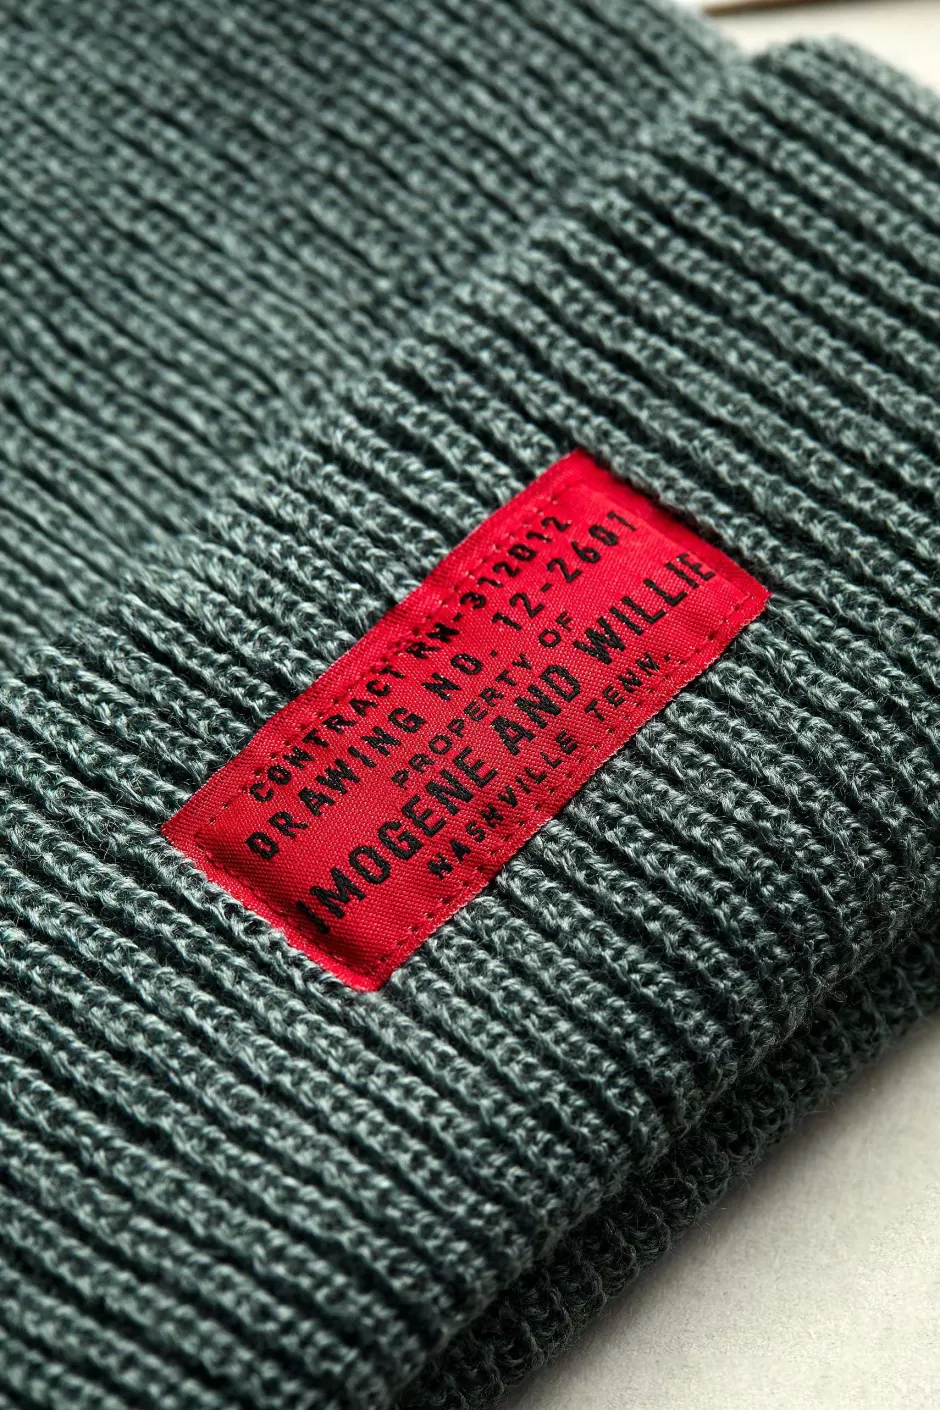 CONTRACT RN-312012
DRAWING NO. 12-2601
PROPERTY OF
IMOGENE AND WILLIE
NASHVILLE TENN.